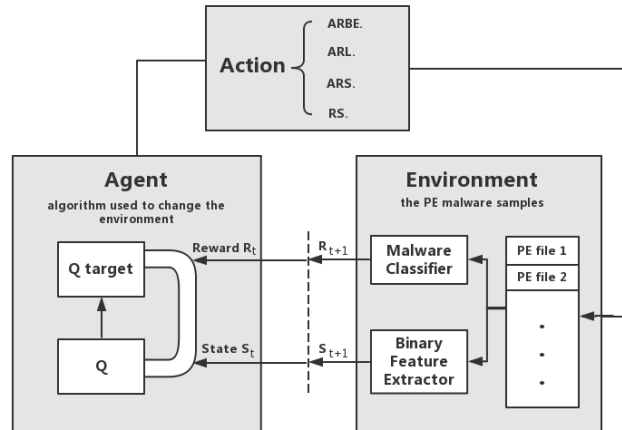 Action
ARBE.
ARL.
ARS.
RS.
Agent
algorithm used to change the
environment
Q target
Q
Reward Rt
State St
Rt+1
St+1
Environment
the PE malware samples
Malware
Classifier
Binary
Feature
Extractor
PE file 1
PE file 2